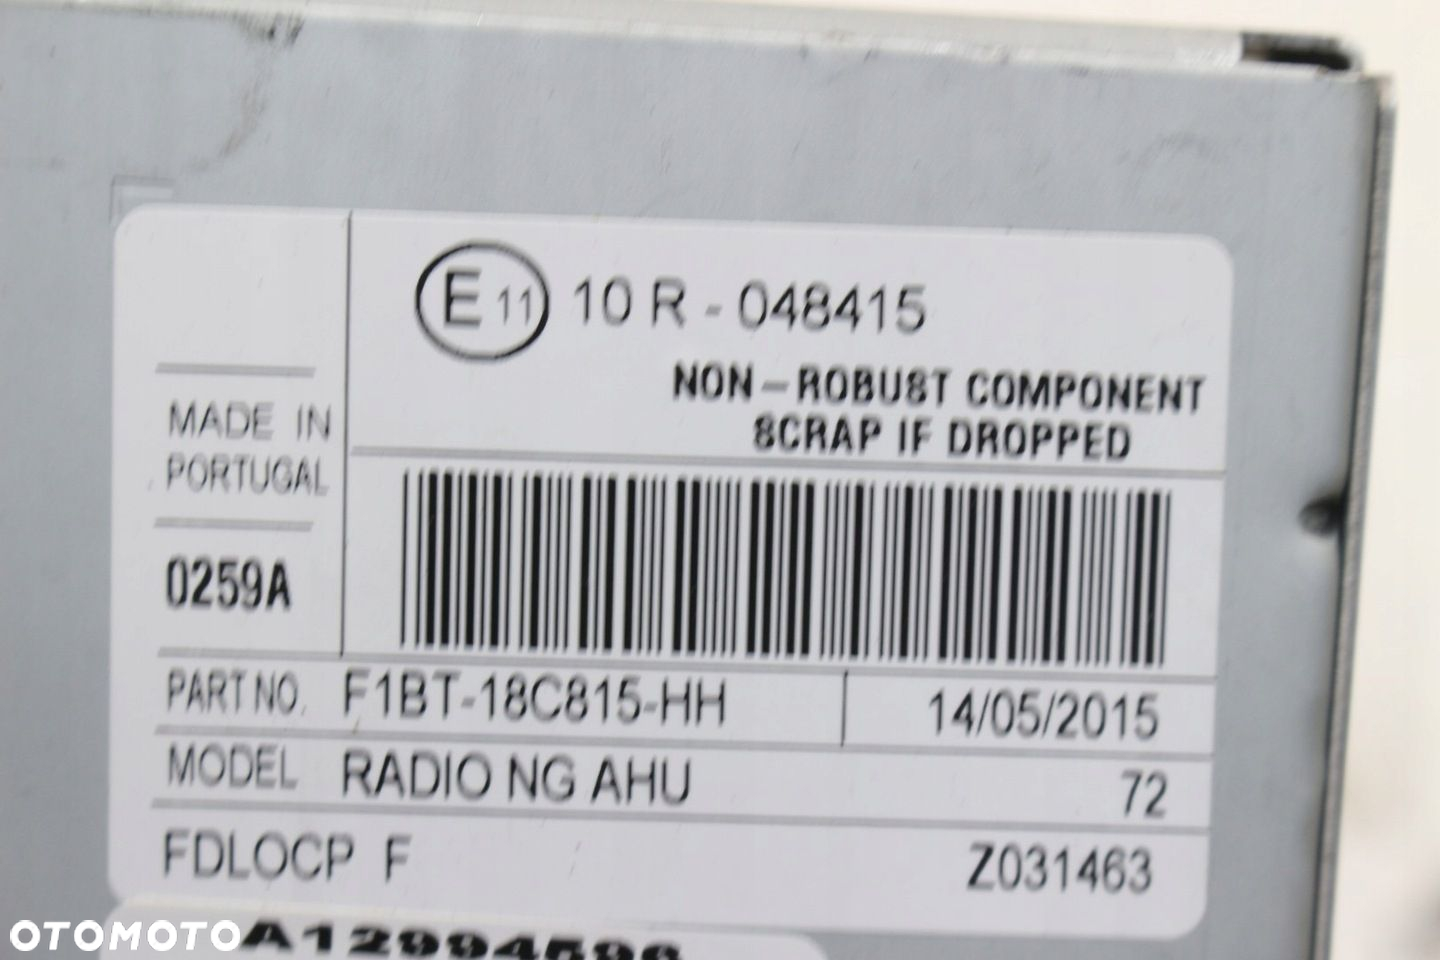 E 11 10 R - 048415
NON-ROBUST COMPONENT
SCRAP IF DROPPED
MADE IN
PORTUGAL
0259A
PART NO. F1BT-18C815-HH 14/05/2015
MODEL RADIO NG AHU 72
FDLOCP F Z031463
OTOMOTO